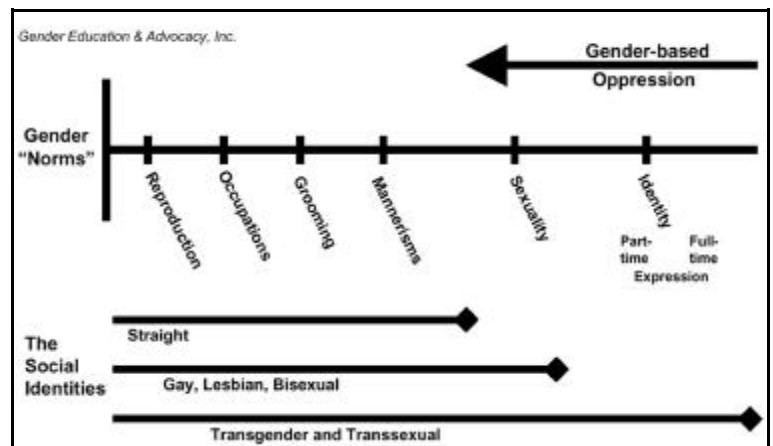 Gender Education & Advocacy, Inc.
Gender-based
Oppression
Gender
"Norms"
Reproduction
Occupations
Grooming
Mannerisms
Sexuality
Identity
Part-
time
Full-
time
Expression
The
Social
Identities
Straight
Gay, Lesbian, Bisexual
Transgender and Transsexual